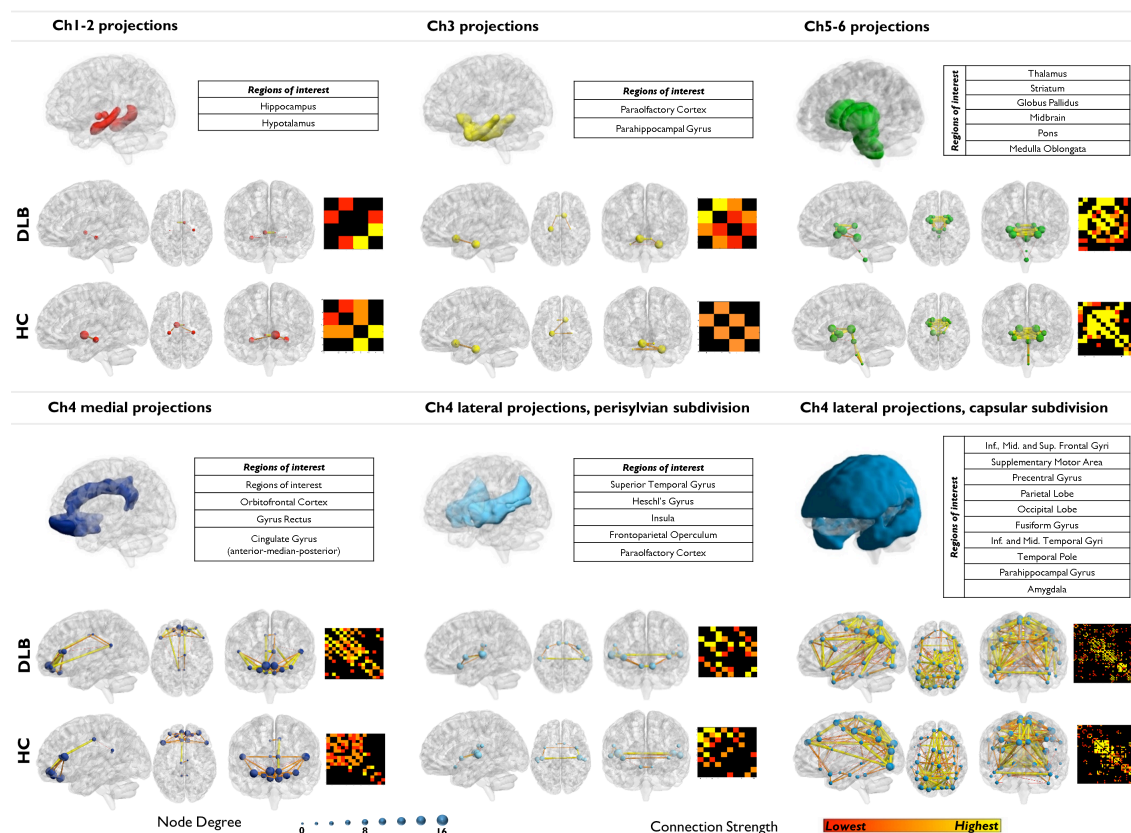 Ch1-2 projections
Ch3 projections
Ch5-6 projections
Regions of interest
Hippocampus
Hypotalamus
Regions of interest
Paraolfactory Cortex
Parahippocampal Gyrus
Regions of interest
Thalamus
Striatum
Globus Pallidus
Midbrain
Pons
Medulla Oblongata
DLB
HC
Ch4 medial projections
Ch4 lateral projections, perisylvian subdivision
Ch4 lateral projections, capsular subdivision
Regions of interest
Regions of interest
Orbitofrontal Cortex
Gyrus Rectus
Cingulate Gyrus
(anterior-median-posterior)
Regions of interest
Superior Temporal Gyrus
Heschl's Gyrus
Insula
Frontoparietal Operculum
Paraolfactory Cortex
Regions of interest
Inf., Mid. and Sup. Frontal Gyri
Supplementary Motor Area
Precentral Gyrus
Parietal Lobe
Occipital Lobe
Fusiform Gyrus
Inf. and Mid. Temporal Gyri
Temporal Pole
Parahippocampal Gyrus
Amygdala
DLB
HC
Node Degree
0 8 16
Connection Strength
Lowest Highest